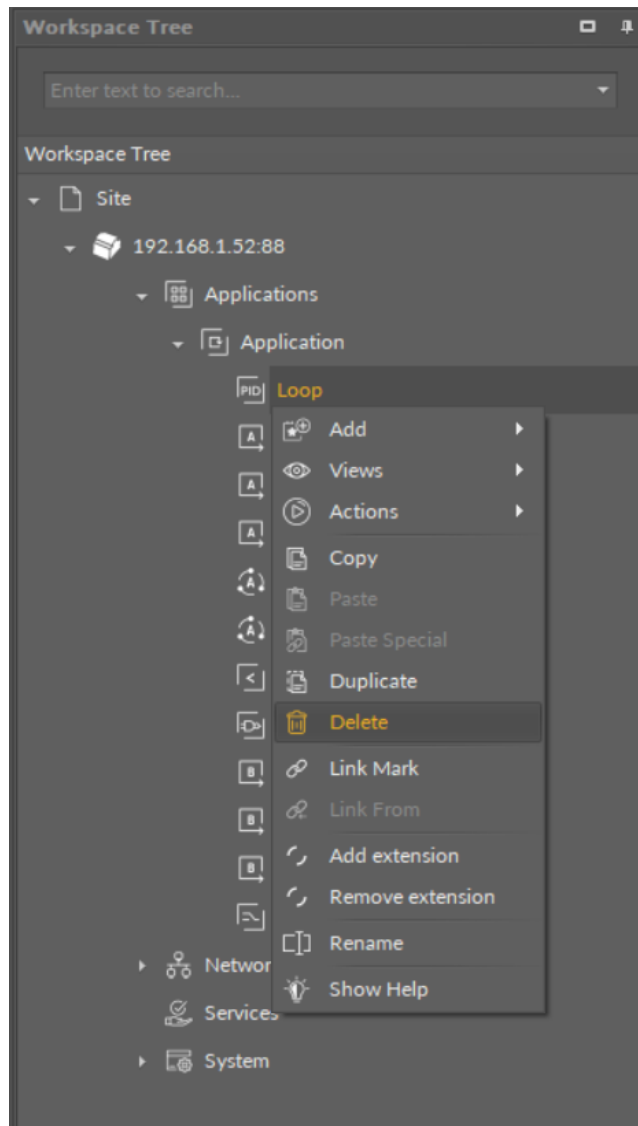 Workspace Tree
Enter text to search...
Workspace Tree
Site
192.168.1.52:88
Applications
Application
PID Loop
A Add
Views
A Actions
A
Copy
A Paste
A Paste Special
< Duplicate
Delete
B Link Mark
B Link From
B Add extension
Remove extension
Rename
Networ
Show Help
Services
System